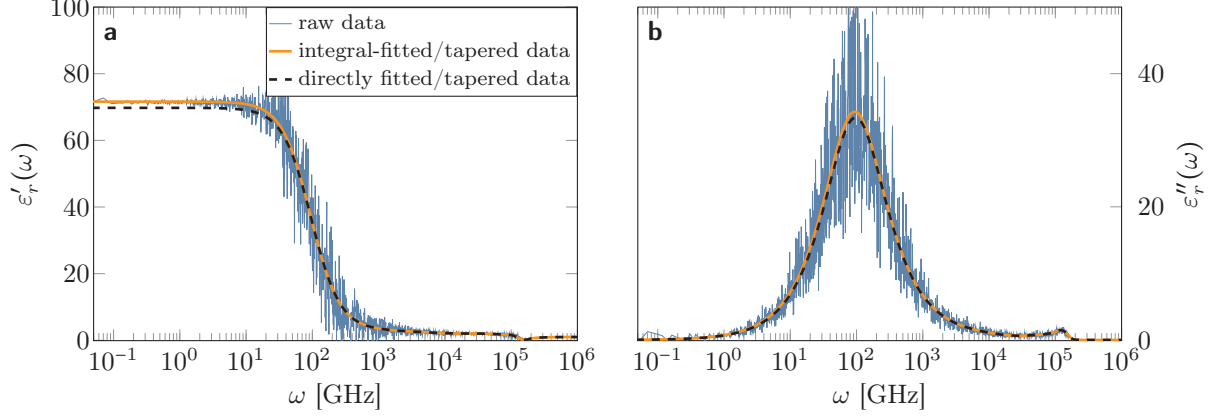 a
100
80
60
40
20
0
ε′r(ω)
raw data
integral-fitted/tapered data
directly fitted/tapered data
10⁻¹ 10⁰ 10¹ 10² 10³ 10⁴ 10⁵ 10⁶
ω [GHz]
b
40
20
0
ε″r(ω)
10⁻¹ 10⁰ 10¹ 10² 10³ 10⁴ 10⁵ 10⁶
ω [GHz]